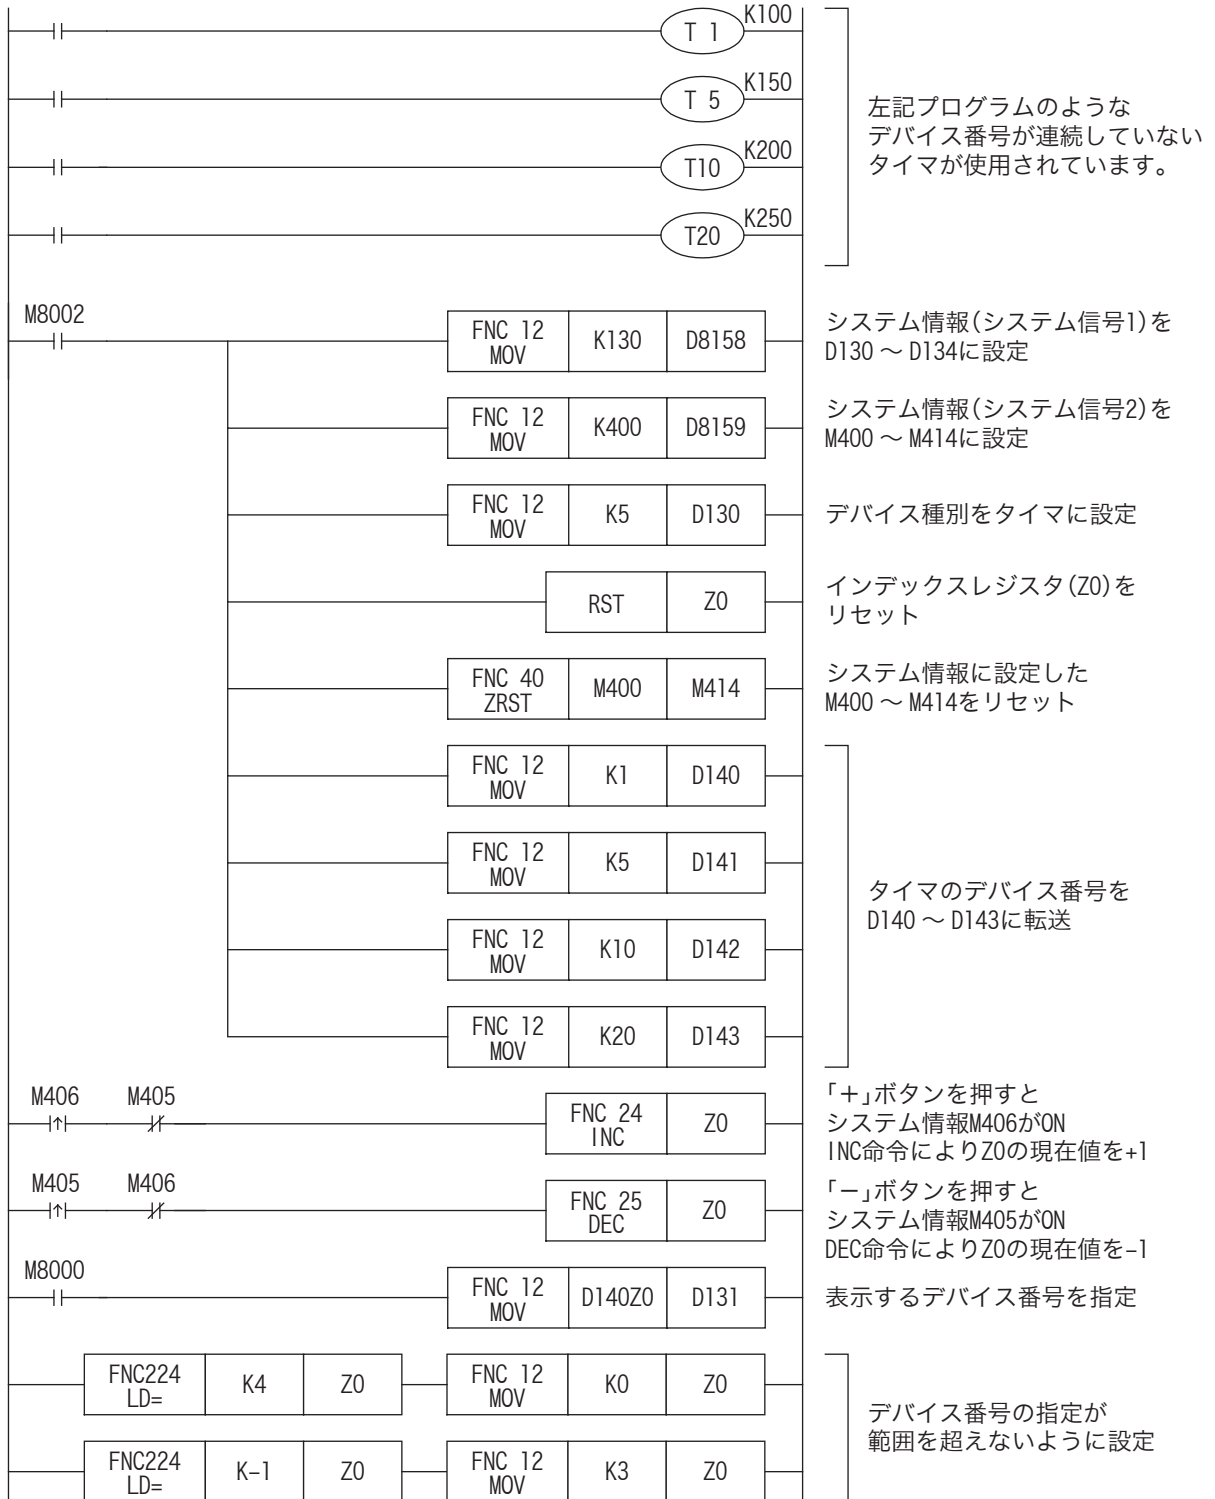 K100
T 1
K150
T 5
K200
T10
K250
T20
左記プログラムのような
デバイス番号が連続していない
タイマが使用されています。
M8002
FNC 12
MOV
K130
D8158
システム情報(システム信号1)を
D130 ～ D134に設定
FNC 12
MOV
K400
D8159
システム情報(システム信号2)を
M400 ～ M414に設定
FNC 12
MOV
K5
D130
デバイス種別をタイマに設定
RST
Z0
インデックスレジスタ(Z0)を
リセット
FNC 40
ZRST
M400
M414
システム情報に設定した
M400 ～ M414をリセット
FNC 12
MOV
K1
D140
FNC 12
MOV
K5
D141
FNC 12
MOV
K10
D142
FNC 12
MOV
K20
D143
タイマのデバイス番号を
D140 ～ D143に転送
M406
M405
FNC 24
INC
Z0
「＋」ボタンを押すと
システム情報M406がON
INC命令によりZ0の現在値を+1
M405
M406
FNC 25
DEC
Z0
「－」ボタンを押すと
システム情報M405がON
DEC命令によりZ0の現在値を-1
M8000
FNC 12
MOV
D140Z0
D131
表示するデバイス番号を指定
FNC224
LD=
K4
Z0
FNC 12
MOV
K0
Z0
FNC224
LD=
K-1
Z0
FNC 12
MOV
K3
Z0
デバイス番号の指定が
範囲を超えないように設定